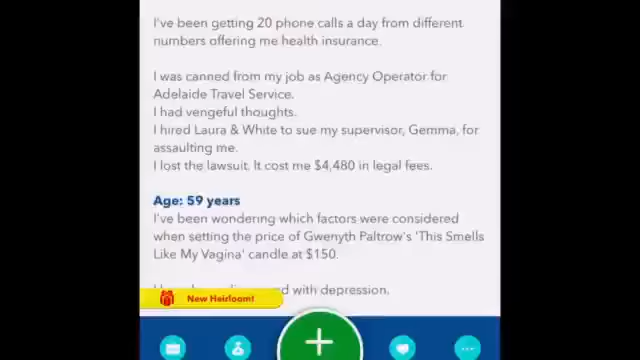 I've been getting 20 phone calls a day from different
numbers offering me health insurance.
I was canned from my job as Agency Operator for
Adelaide Travel Service.
I had vengeful thoughts.
I hired Laura & White to sue my supervisor, Gemma, for
assaulting me.
I lost the lawsuit. It cost me $4,480 in legal fees.
Age: 59 years
I've been wondering which factors were considered
when setting the price of Gwenyth Paltrow's 'This Smells
Like My Vagina' candle at $150.
with depression.
New Heirloom!